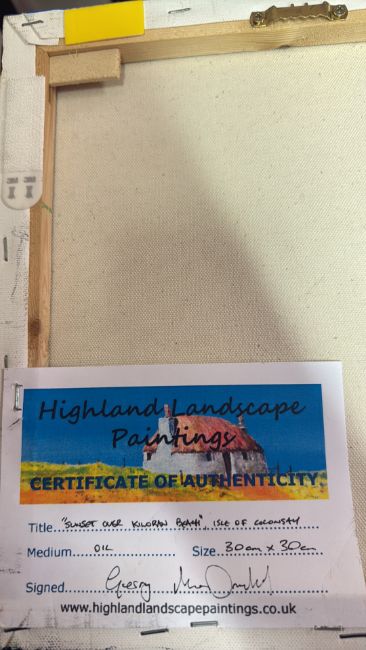 Highland Landscape
Paintings
CERTIFICATE OF AUTHENTICITY
Title "SUNSET OVER KILORAN BEACH", ISLE OF COLONSAY
Medium OIL Size 30cm x 30cm
Signed
www.highlandlandscapepaintings.co.uk